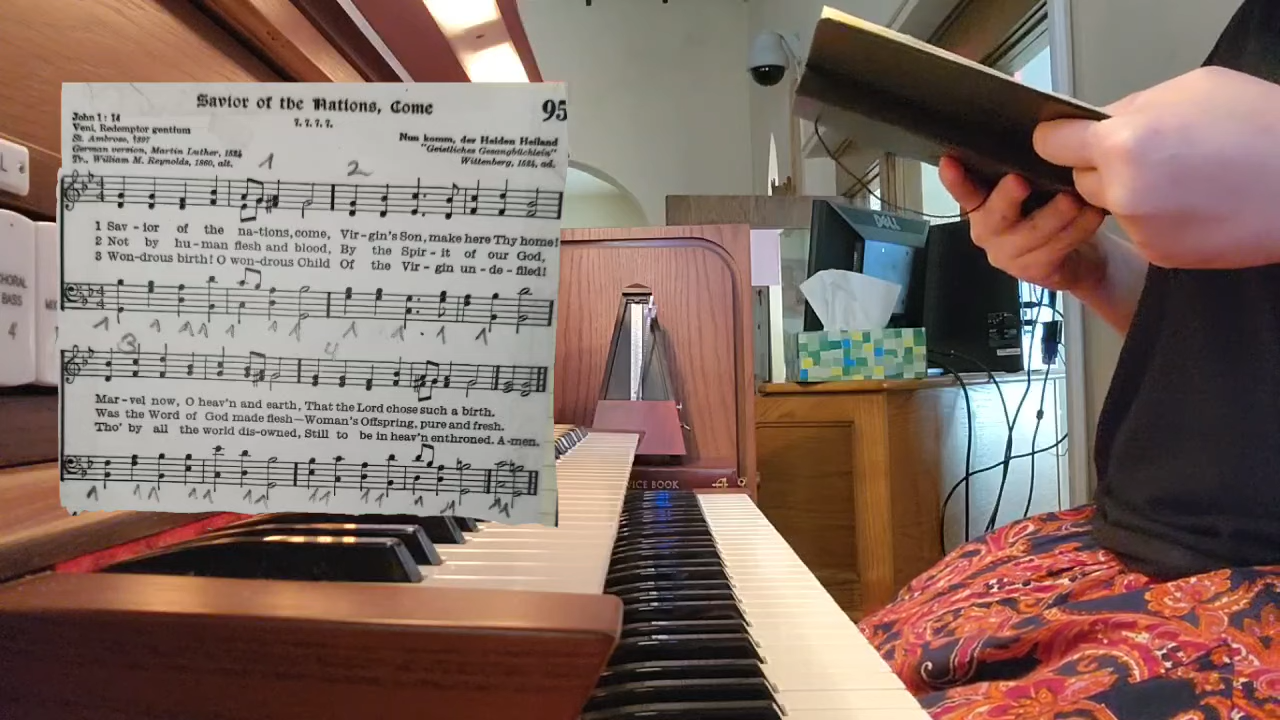 Savior of the Nations, Come
95
7. 7. 7. 7.
John 1: 14
Veni, Redemptor gentium
St. Ambrose, †397
German version, Martin Luther, 1524
Tr., William M. Reynolds, 1860, alt.
Nun komm, der Heiden Heiland
"Geistliches Gesangbüchlein"
Wittenberg, 1524, ad.
1 2
1 Sav - ior of the na-tions, come, Vir-gin's Son, make here Thy home!
2 Not by hu-man flesh and blood, By the Spir - it of our God,
3 Won-drous birth! O won-drous Child Of the Vir - gin un - de - filed!
3 4
Mar-vel now, O heav'n and earth, That the Lord chose such a birth.
Was the Word of God made flesh—Woman's Offspring, pure and fresh.
Tho' by all the world dis-owned, Still to be in heav'n enthroned. A-men.
CHORAL
BASS
4
DELL
VICE BOOK